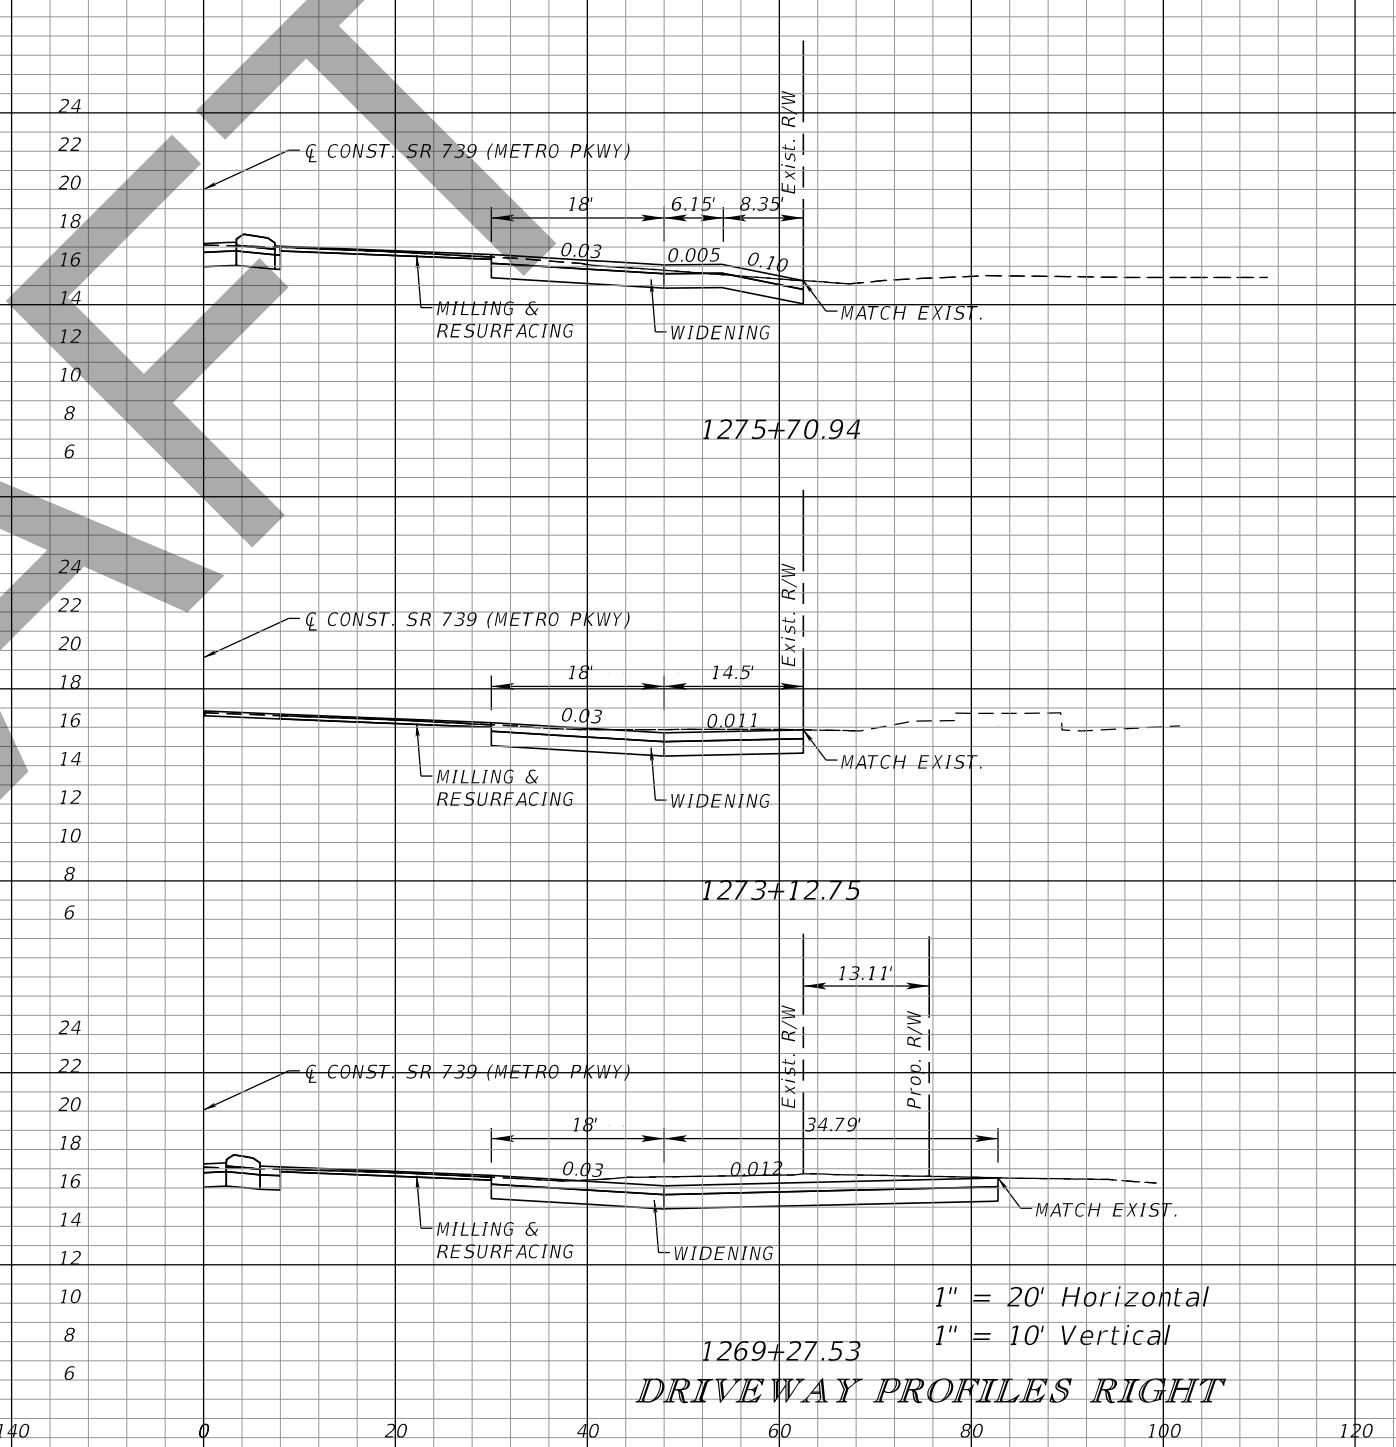 24
22
20
18
16
14
12
10
8
6
℄ CONST. SR 739 (METRO PKWY)
Exist. R/W
18'
6.15'
8.35'
0.03
0.005
0.10
MILLING &
RESURFACING
WIDENING
MATCH EXIST.
1275+70.94
24
22
20
18
16
14
12
10
8
6
℄ CONST. SR 739 (METRO PKWY)
Exist. R/W
18'
14.5'
0.03
0.011
MILLING &
RESURFACING
WIDENING
MATCH EXIST.
1273+12.75
24
22
20
18
16
14
12
10
8
6
℄ CONST. SR 739 (METRO PKWY)
13.11'
Exist. R/W
Prop. R/W
18'
34.79'
0.03
0.012
MILLING &
RESURFACING
WIDENING
MATCH EXIST.
1" = 20' Horizontal
1" = 10' Vertical
1269+27.53
DRIVEWAY PROFILES RIGHT
140
0
20
40
60
80
100
120